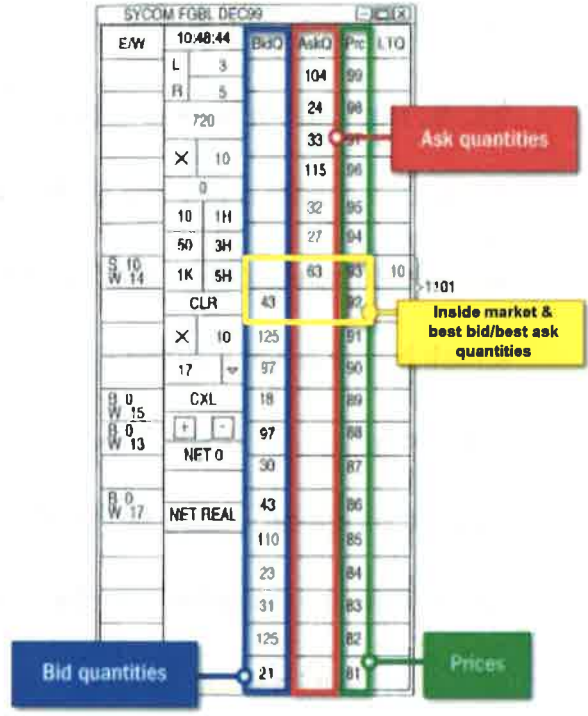 SYCOM FGBL DEC99
E/W 10:48:44 BidQ AskQ Prc LTQ
L 3 104 99
R 5 24 98
720 33
X 10 115 96
0 32 95
10 1H 27 94
50 3H
S 10
W 14 1K 5H 63 93 10
1101
CLR 43 92
X 10 125 91
17 97 90
B 0
W 15 CXL 18 89
B 0
W 13 + - 97 88
NET 0 30 87
B 0
W 17 NET REAL 43 86
110 85
23 84
31 83
125 82
21 81
Ask quantities
Inside market &
best bid/best ask
quantities
Bid quantities
Prices